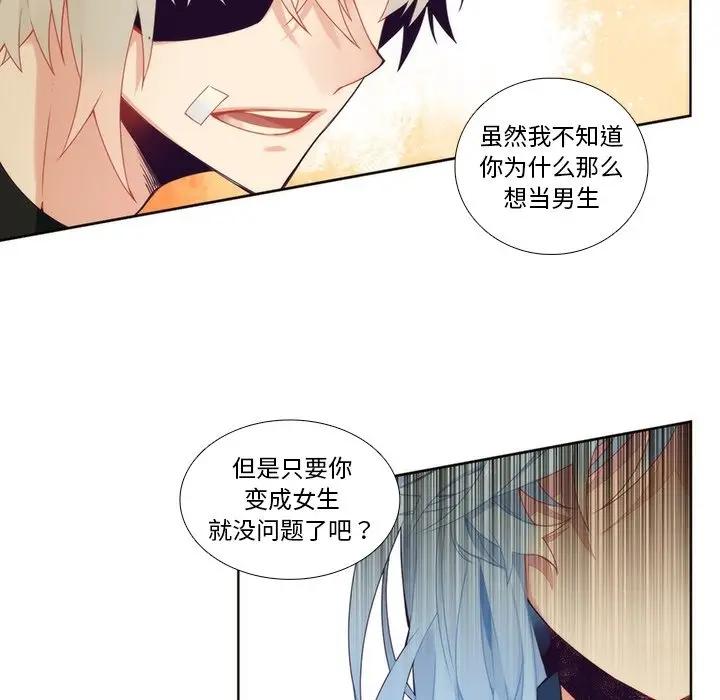 虽然我不知道
你为什么那么
想当男生
但是只要你
变成女生
就没问题了吧？